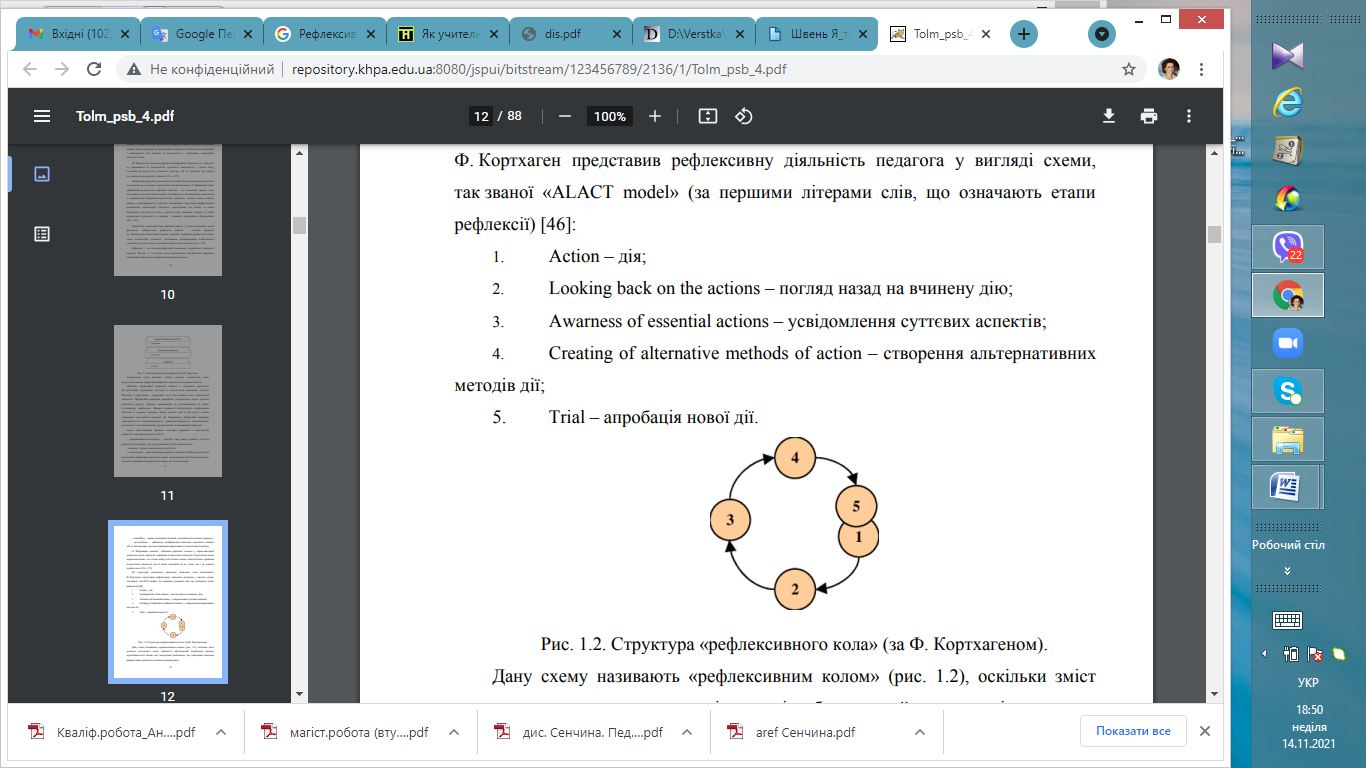 Вхідні (102
Google Пе
Рефлексив
Як учителю
dis.pdf
D:\Verstka\
Швень Я_т
Tolm_psb_4
Не конфіденційний
repository.khpa.edu.ua:8080/jspui/bitstream/123456789/2136/1/Tolm_psb_4.pdf
Tolm_psb_4.pdf
12 / 88
100%
10
11
12
Ф. Кортхаген представив рефлексивну діяльність педагога у вигляді схеми,
так званої «ALACT model» (за першими літерами слів, що означають етапи
рефлексії) [46]:
1. Action – дія;
2. Looking back on the actions – погляд назад на вчинену дію;
3. Awarness of essential actions – усвідомлення суттєвих аспектів;
4. Creating of alternative methods of action – створення альтернативних
методів дії;
5. Trial – апробація нової дії.
4
5
3
1
2
Рис. 1.2. Структура «рефлексивного кола» (за Ф. Кортхагеном).
Дану схему називають «рефлексивним колом» (рис. 1.2), оскільки зміст
22
Робочий стіл
УКР
18:50
неділя
14.11.2021
Кваліф.робота_Ан....pdf
магіст.робота (вту....pdf
дис. Сенчина. Пед....pdf
aref Сенчина.pdf
Показати все